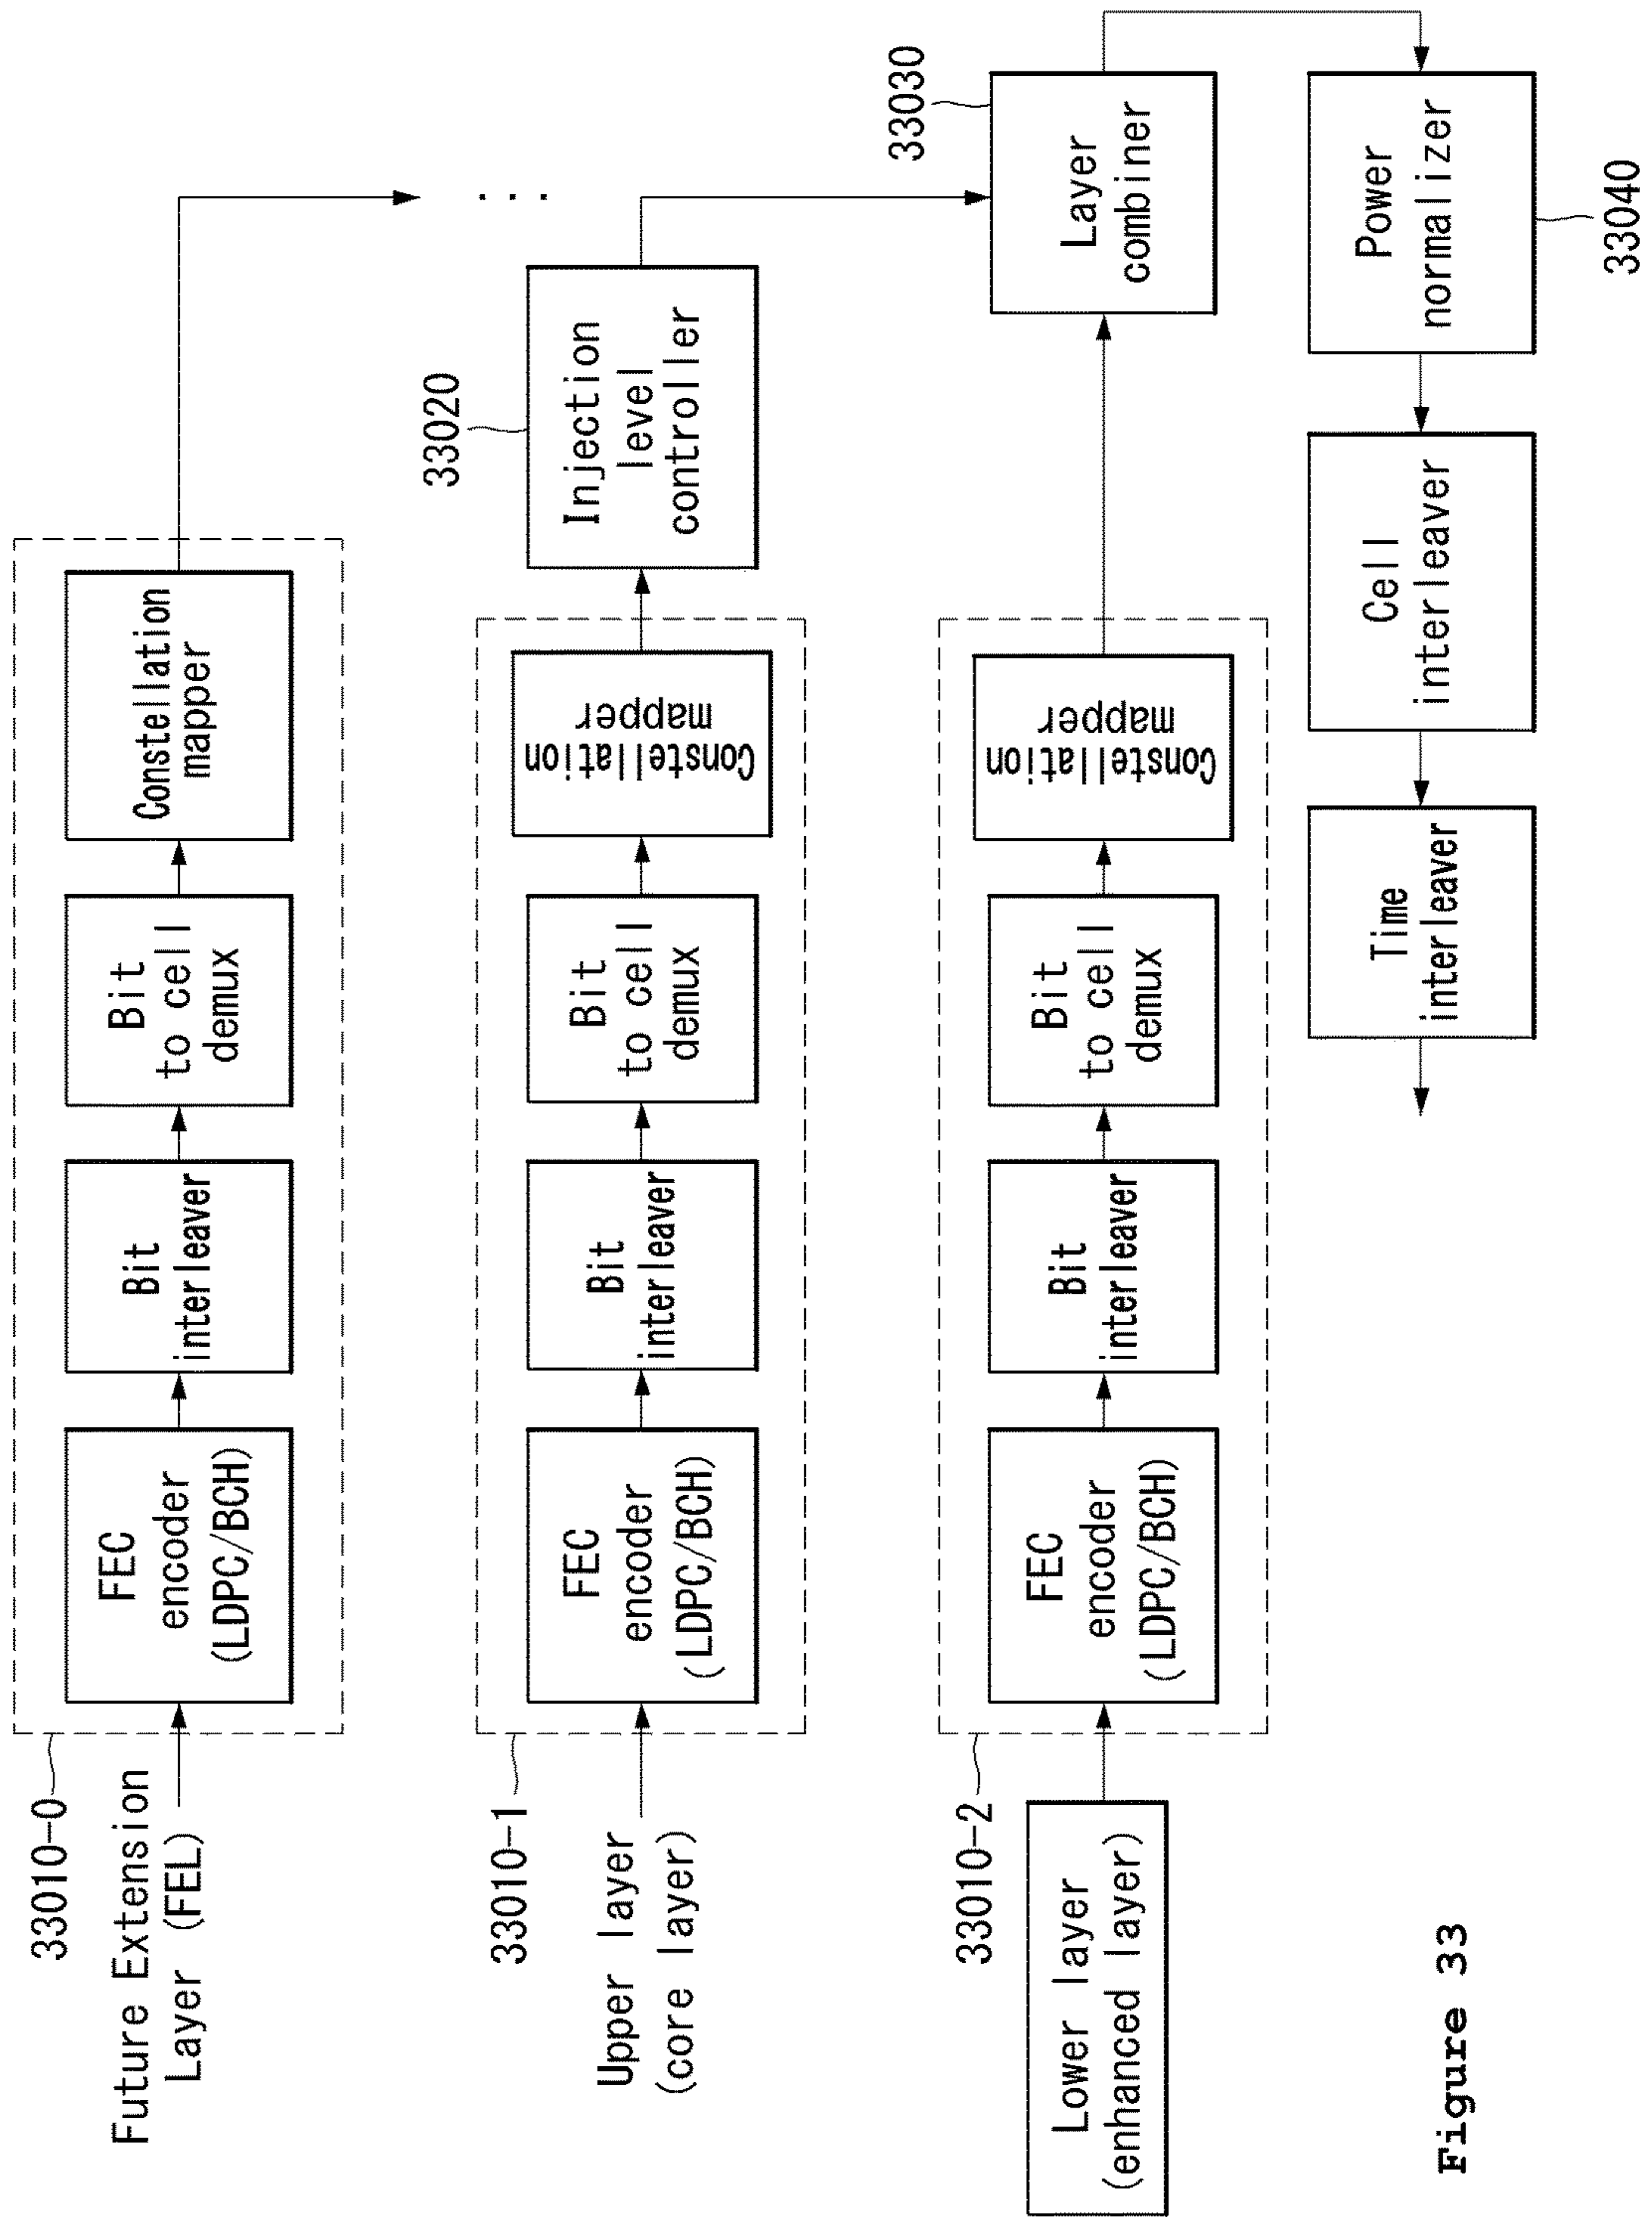 33010-0
Future Extension
Layer (FEL)
FEC
encoder
(LDPC/BCH)
Bit
interleaver
Bit
to cell
demux
Constellation
mapper
...
33010-1
Upper layer
(core layer)
FEC
encoder
(LDPC/BCH)
Bit
interleaver
Bit
to cell
demux
Constellation
mapper
33020
Injection
level
controller
33010-2
Lower layer
(enhanced layer)
FEC
encoder
(LDPC/BCH)
Bit
interleaver
Bit
to cell
demux
Constellation
mapper
33030
Layer
combiner
Time
interleaver
Cell
interleaver
Power
normalizer
33040
Figure 33